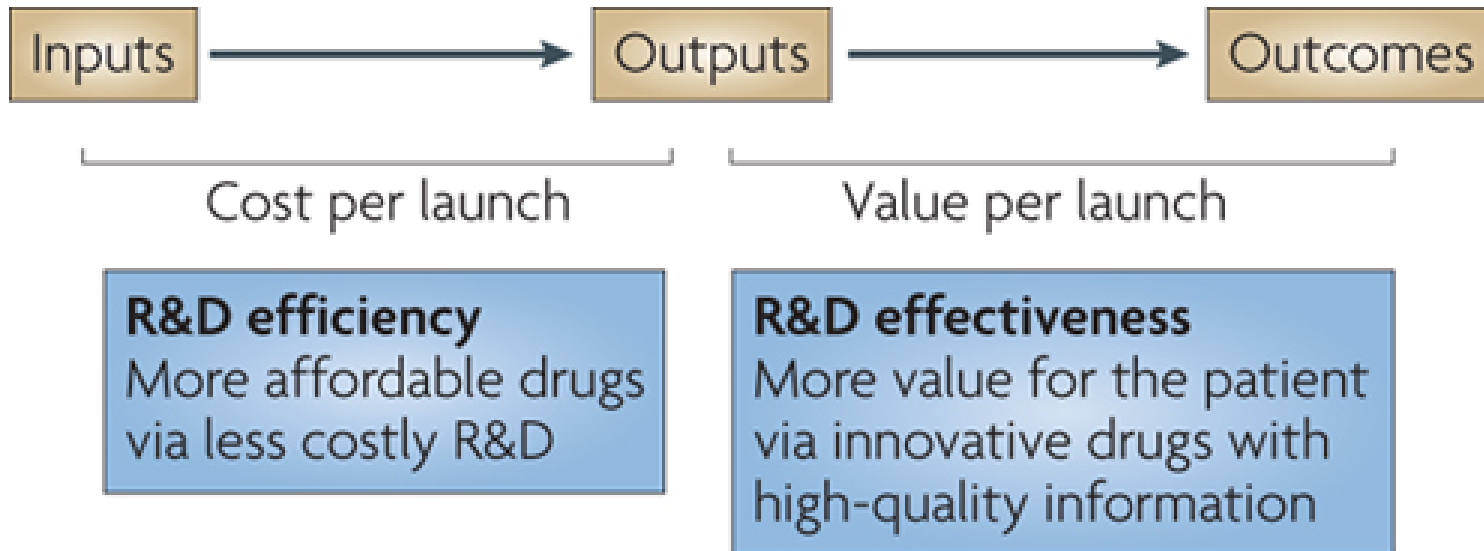 Inputs
Outputs
Outcomes
Cost per launch
Value per launch
R&D efficiency
More affordable drugs
via less costly R&D
R&D effectiveness
More value for the patient
via innovative drugs with
high-quality information